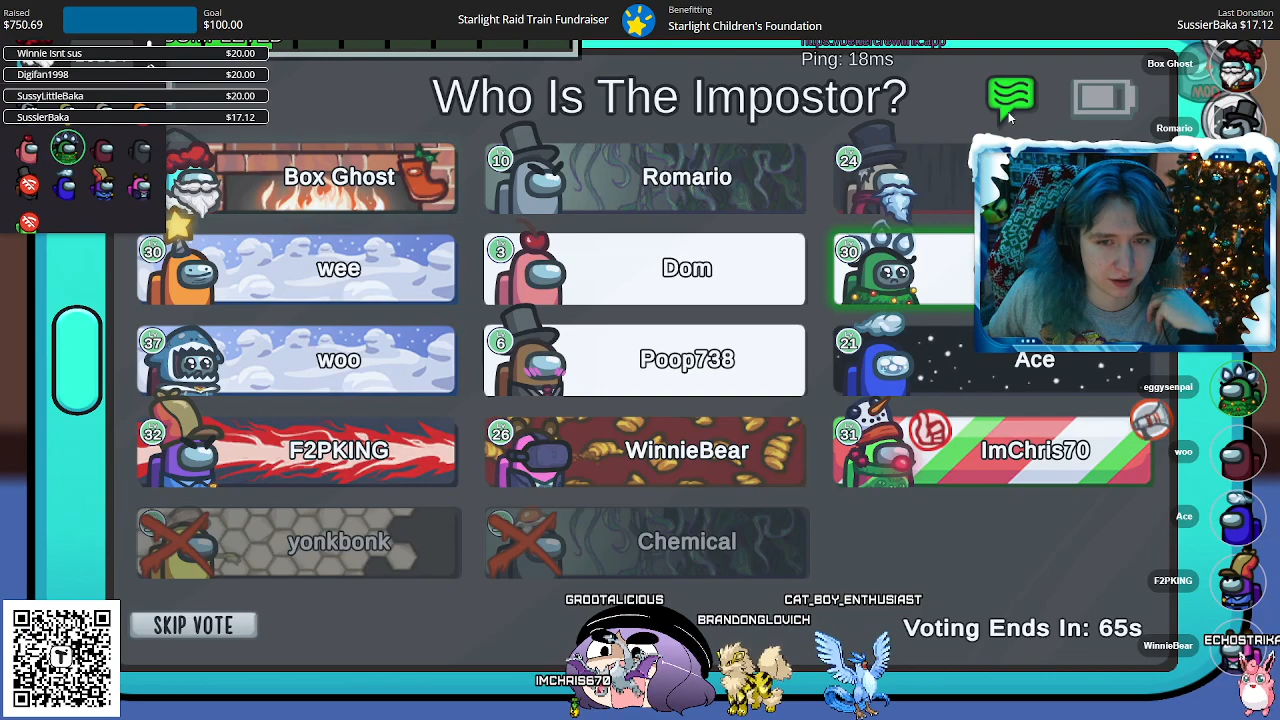 Raised
$750.69
Goal
$100.00
Starlight Raid Train Fundraiser
Benefitting
Starlight Children's Foundation
Last Donation
SussierBaka $17.12
Winnie Isnt sus $20.00
Digifan1998 $20.00
SussyLittleBaka $20.00
SussierBaka $17.12
https://bettercrewlink.app
Ping: 18ms
Who Is The Impostor?
Box Ghost
Romario
Box Ghost
10
Romario
24
30
wee
3
Dom
30
37
woo
6
Poop738
21
Ace
32
F2PKING
26
WinnieBear
31
ImChris70
yonkbonk
Chemical
eggysenpai
woo
Ace
F2PKING
WinnieBear
SKIP VOTE
Voting Ends In: 65s
GROOTALICIOUS
BRANDONGLOVICH
CAT_BOY_ENTHUSIAST
IMCHRIS670
ECHOSTRIKA